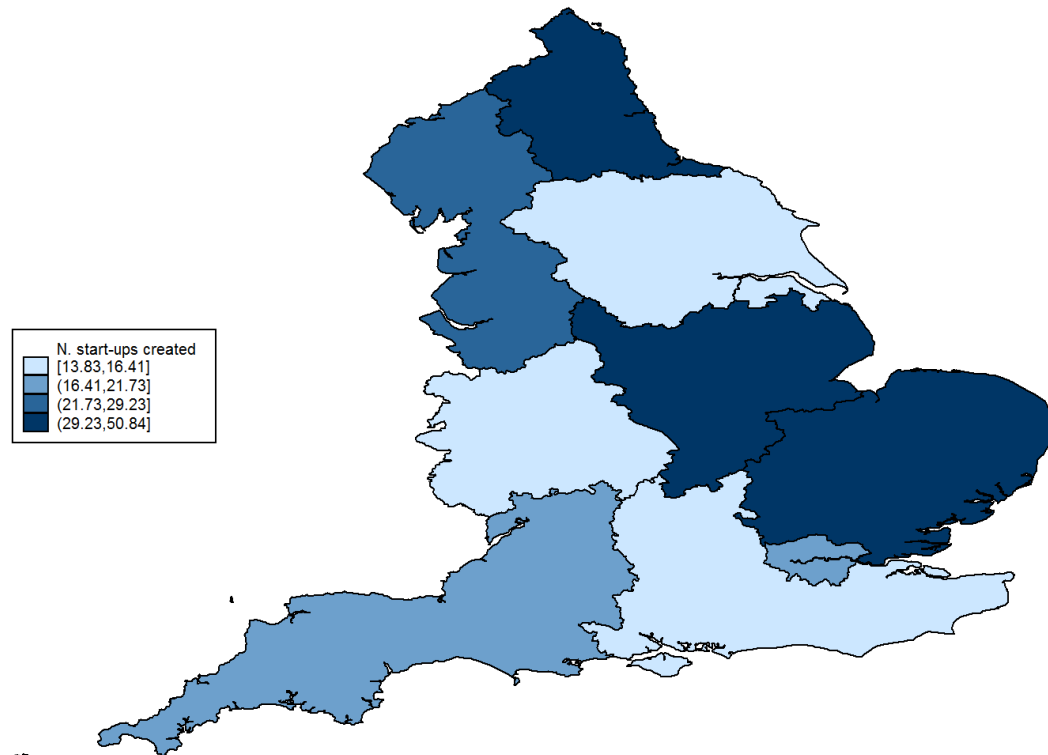 N. start-ups created
[13.83,16.41]
(16.41,21.73]
(21.73,29.23]
(29.23,50.84]